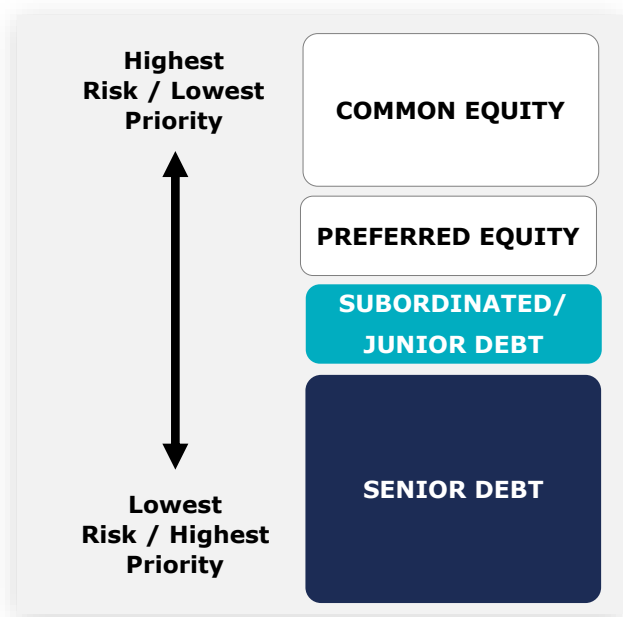 Highest
Risk / Lowest
Priority
COMMON EQUITY
PREFERRED EQUITY
SUBORDINATED/
JUNIOR DEBT
SENIOR DEBT
Lowest
Risk / Highest
Priority